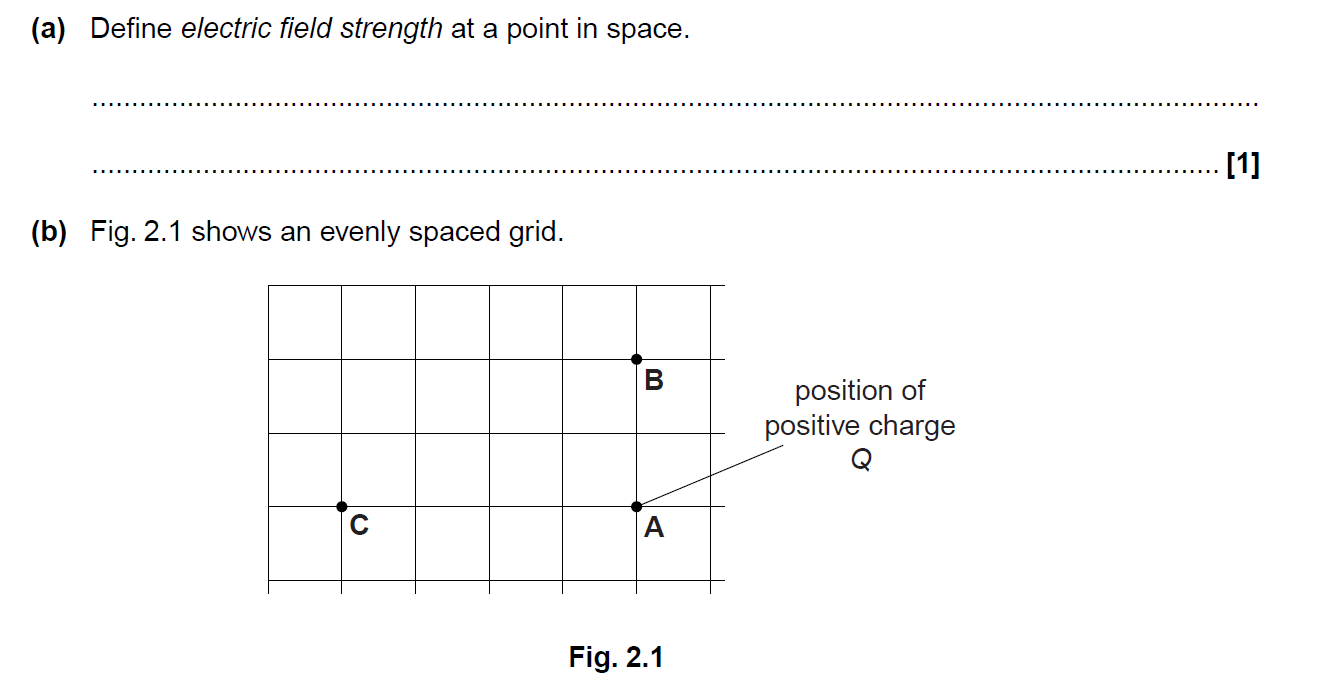 (a) Define electric field strength at a point in space.
..........................................................................................................................................
..................................................................................................................................... [1]
(b) Fig. 2.1 shows an evenly spaced grid.
B
position of
positive charge
Q
C
A
Fig. 2.1